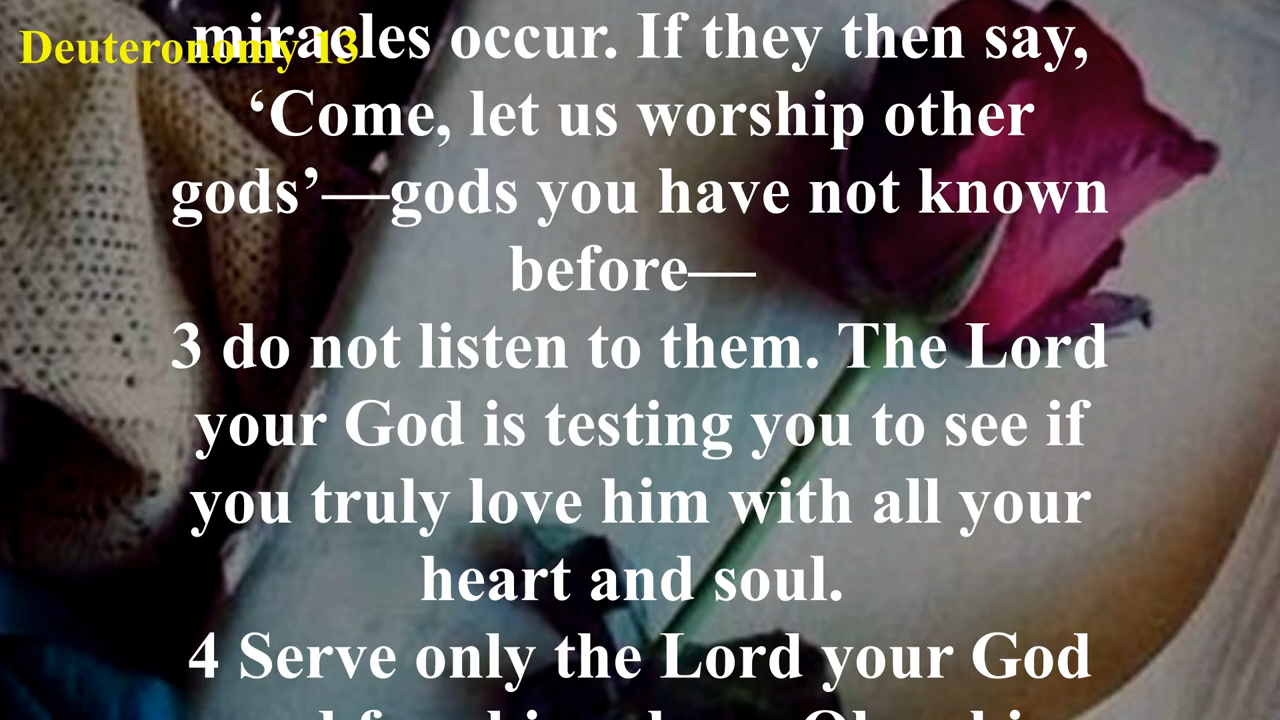 Deuteronomy 13
miracles occur. If they then say,
‘Come, let us worship other
gods’—gods you have not known
before—
3 do not listen to them. The Lord
your God is testing you to see if
you truly love him with all your
heart and soul.
4 Serve only the Lord your God